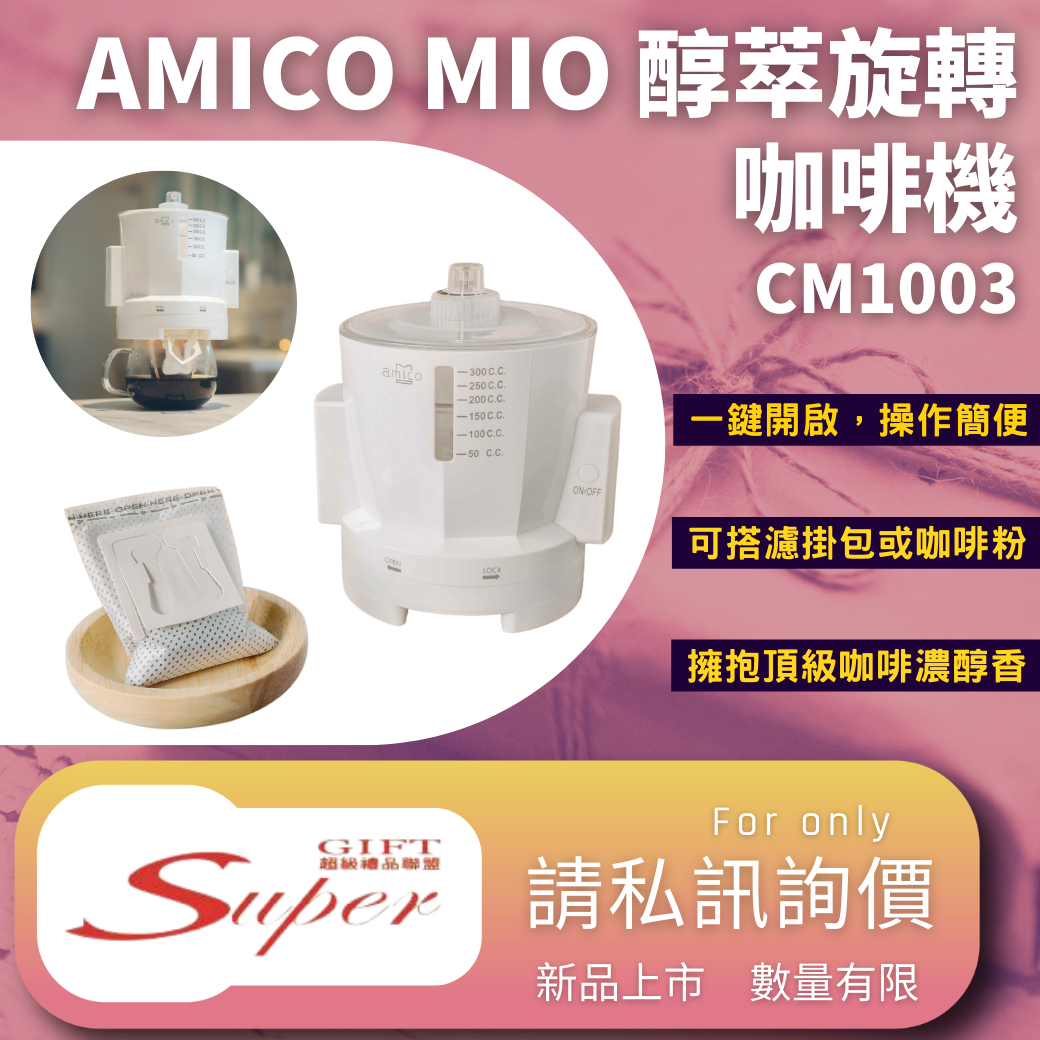 AMICO MIO 醇萃旋轉
咖啡機
CM1003
amico
300 C.C.
250 C.C.
200 C.C.
150 C.C.
100 C.C.
50 C.C.
ON/OFF
OPEN
LOCK
一鍵開啟，操作簡便
可搭濾掛包或咖啡粉
擁抱頂級咖啡濃醇香
GIFT
超級禮品聯盟
Super
For only
請私訊詢價
新品上市 數量有限